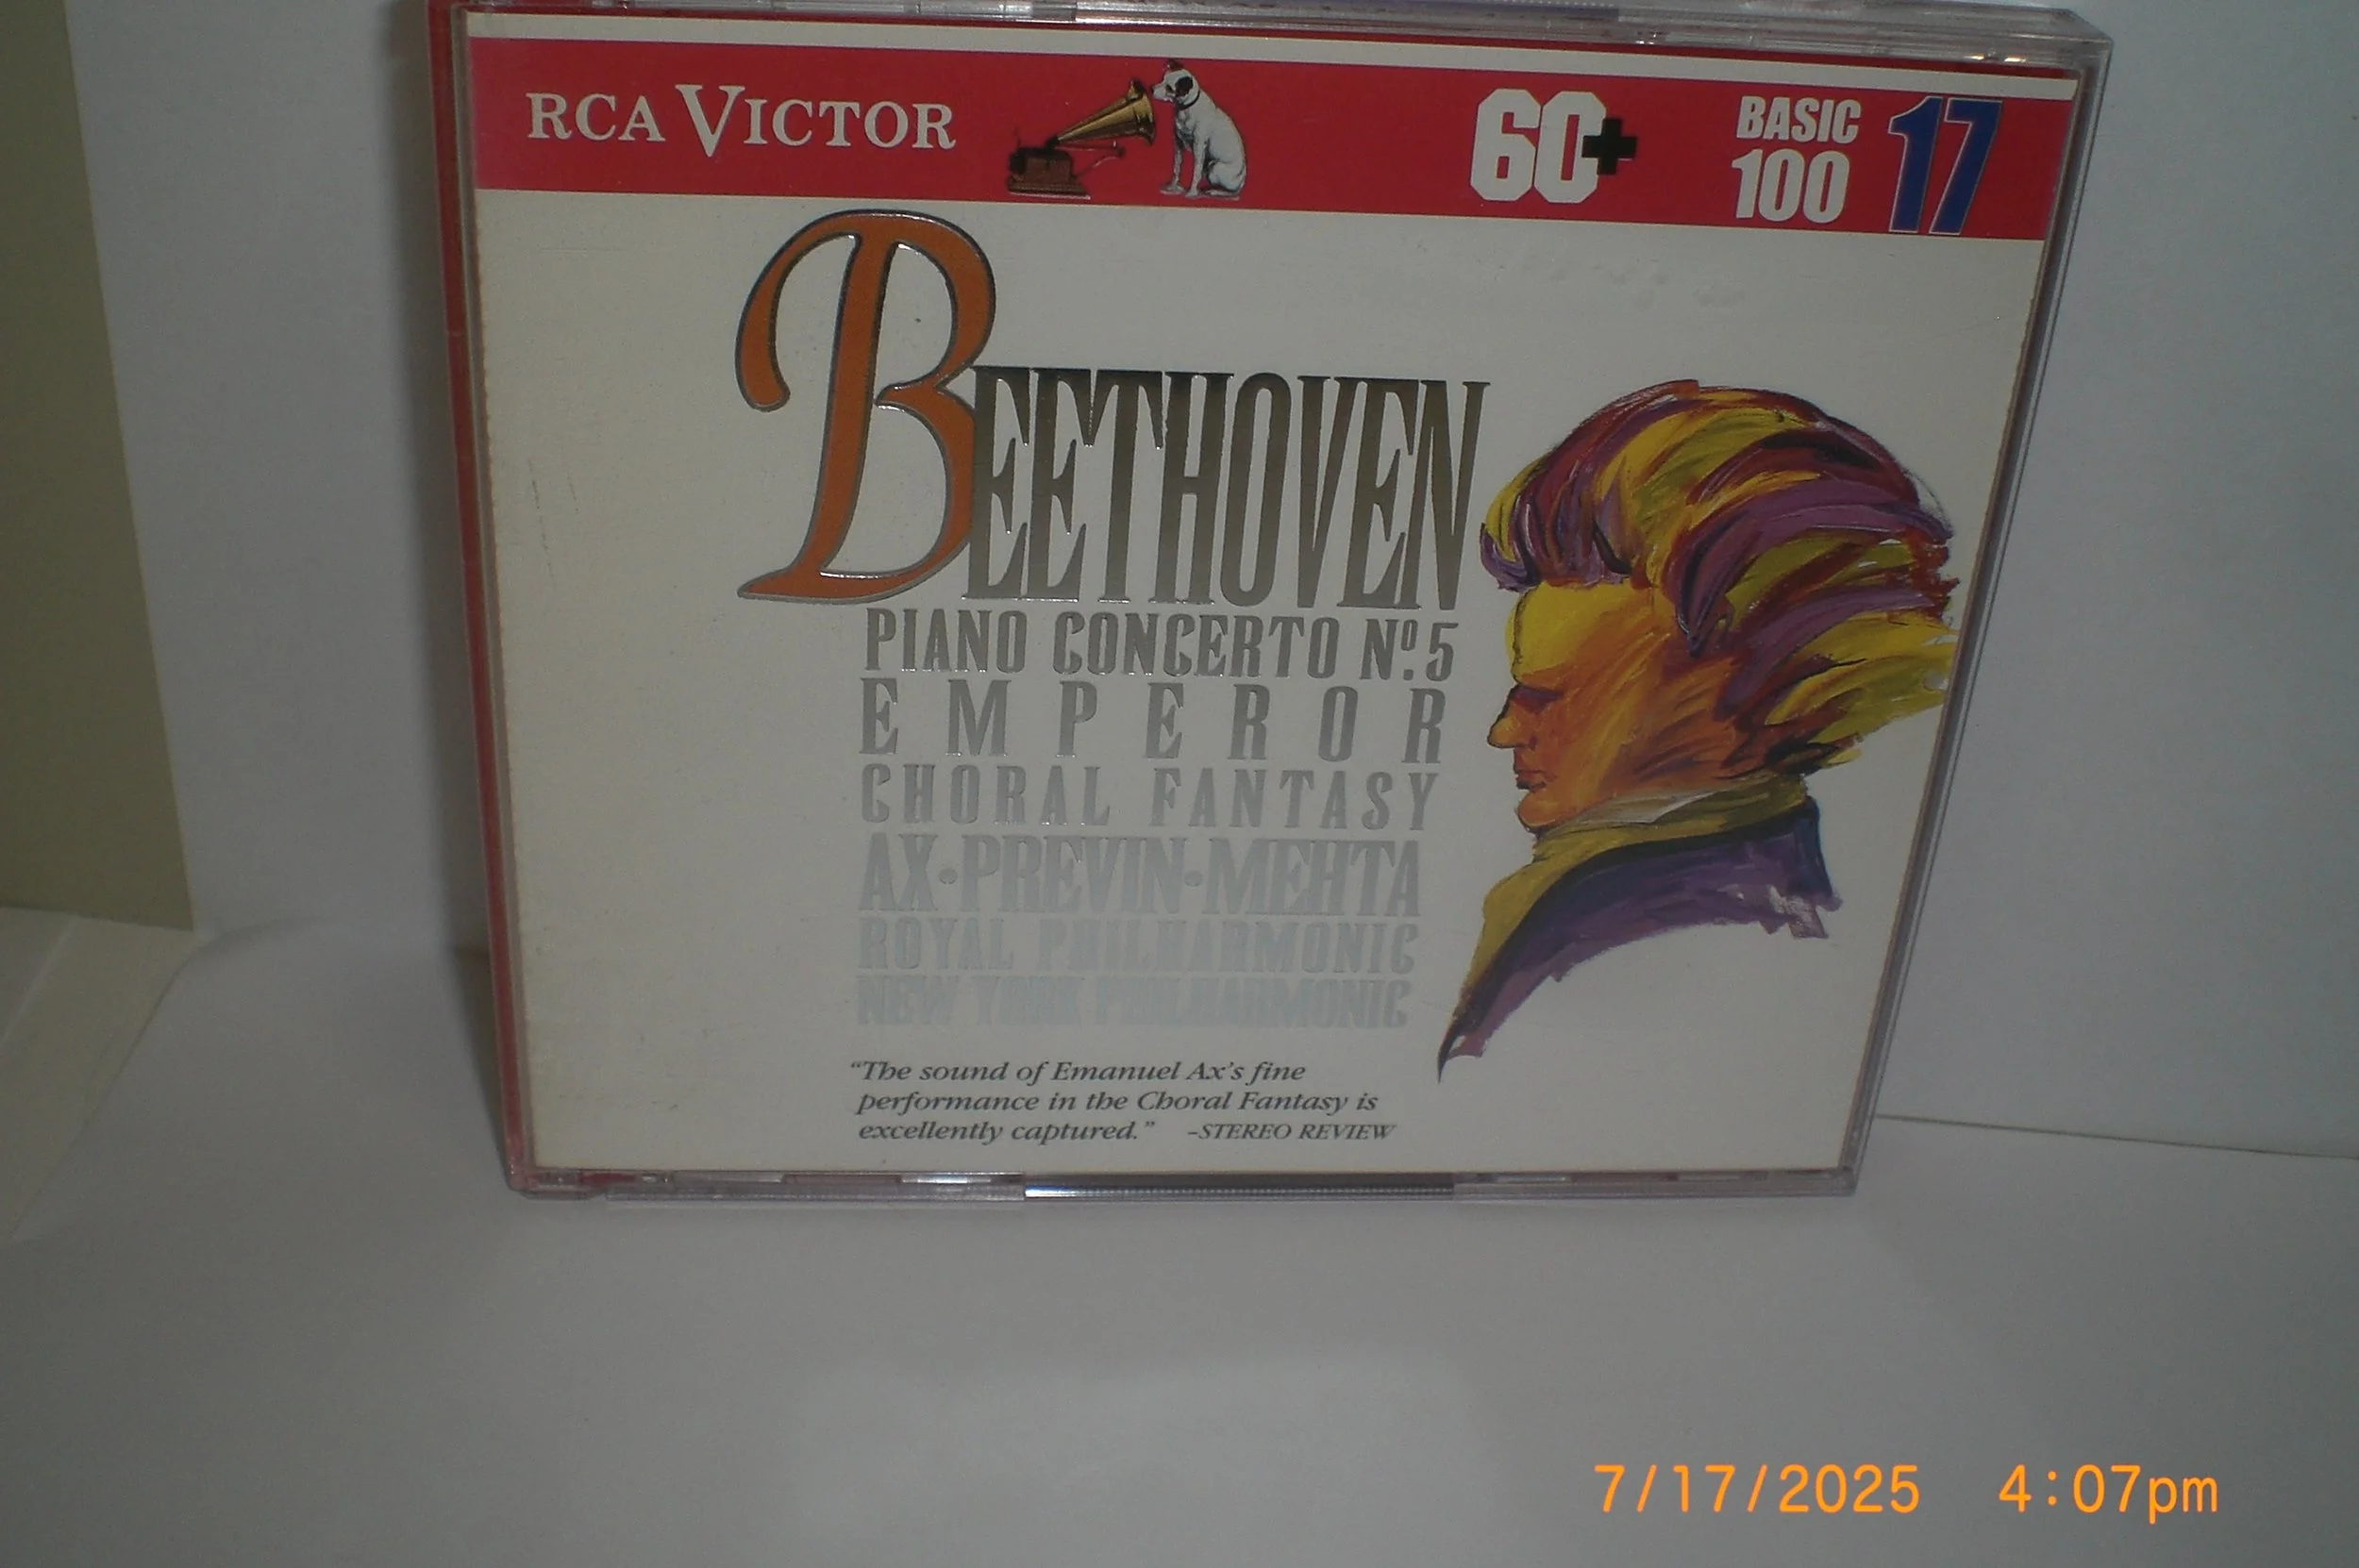 RCA VICTOR
60+
BASIC
100
17
BEETHOVEN
PIANO CONCERTO Nº. 5
EMPEROR
CHORAL FANTASY
AX•PREVIN•MEHTA
ROYAL PHILHARMONIC
NEW YORK PHILHARMONIC
"The sound of Emanuel Ax's fine
performance in the Choral Fantasy is
excellently captured." –STEREO REVIEW
7/17/2025 4:07pm